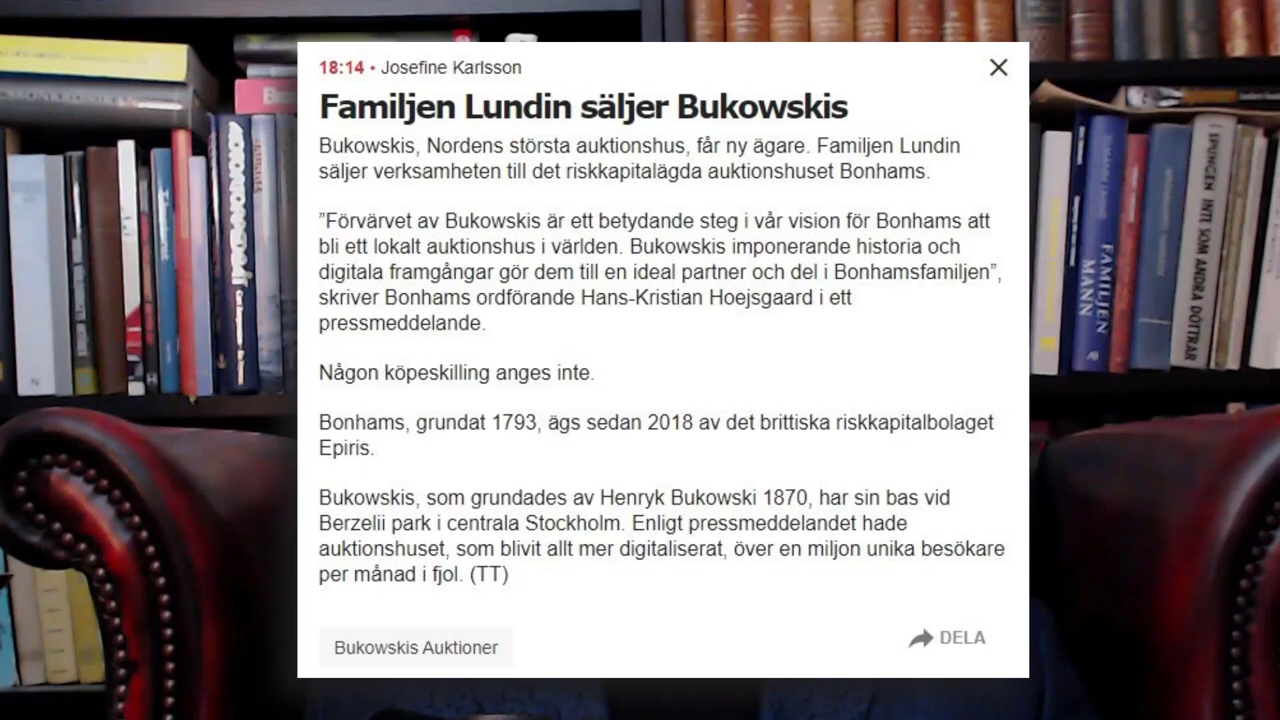 18:14 • Josefine Karlsson
Familjen Lundin säljer Bukowskis
Bukowskis, Nordens största auktionshus, får ny ägare. Familjen Lundin
säljer verksamheten till det riskkapitalägda auktionshuset Bonhams.
”Förvärvet av Bukowskis är ett betydande steg i vår vision för Bonhams att
bli ett lokalt auktionshus i världen. Bukowskis imponerande historia och
digitala framgångar gör dem till en ideal partner och del i Bonhamsfamiljen”,
skriver Bonhams ordförande Hans-Kristian Hoejsgaard i ett
pressmeddelande.
Någon köpeskilling anges inte.
Bonhams, grundat 1793, ägs sedan 2018 av det brittiska riskkapitalbolaget
Epiris.
Bukowskis, som grundades av Henryk Bukowski 1870, har sin bas vid
Berzelii park i centrala Stockholm. Enligt pressmeddelandet hade
auktionshuset, som blivit allt mer digitaliserat, över en miljon unika besökare
per månad i fjol. (TT)
Bukowskis Auktioner
DELA
FAMILJEN
MANN
SPUNGEN INTE SOM ANDRA DÖTTRAR